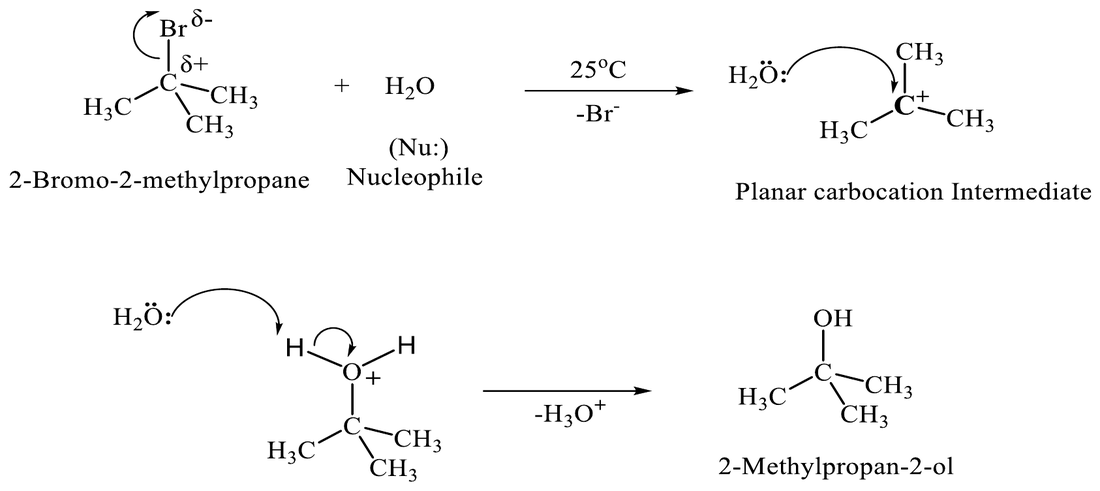 Br δ-
δ+
C
H₃C
CH₃
CH₃
+ H₂O
(Nu:)
Nucleophile
2-Bromo-2-methylpropane
25°C
-Br⁻
H₂Ö:
CH₃
C⁺
H₃C
CH₃
Planar carbocation Intermediate
H₂Ö:
H
H
O+
C
H₃C
CH₃
CH₃
-H₃O⁺
OH
C
H₃C
CH₃
CH₃
2-Methylpropan-2-ol